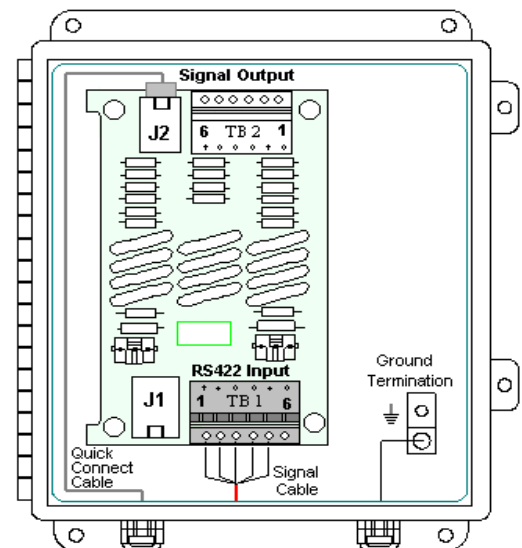 Signal Output
J2
6 TB 2 1
RS422 Input
J1
1 TB 1 6
Ground
Termination
Quick
Connect
Cable
Signal
Cable